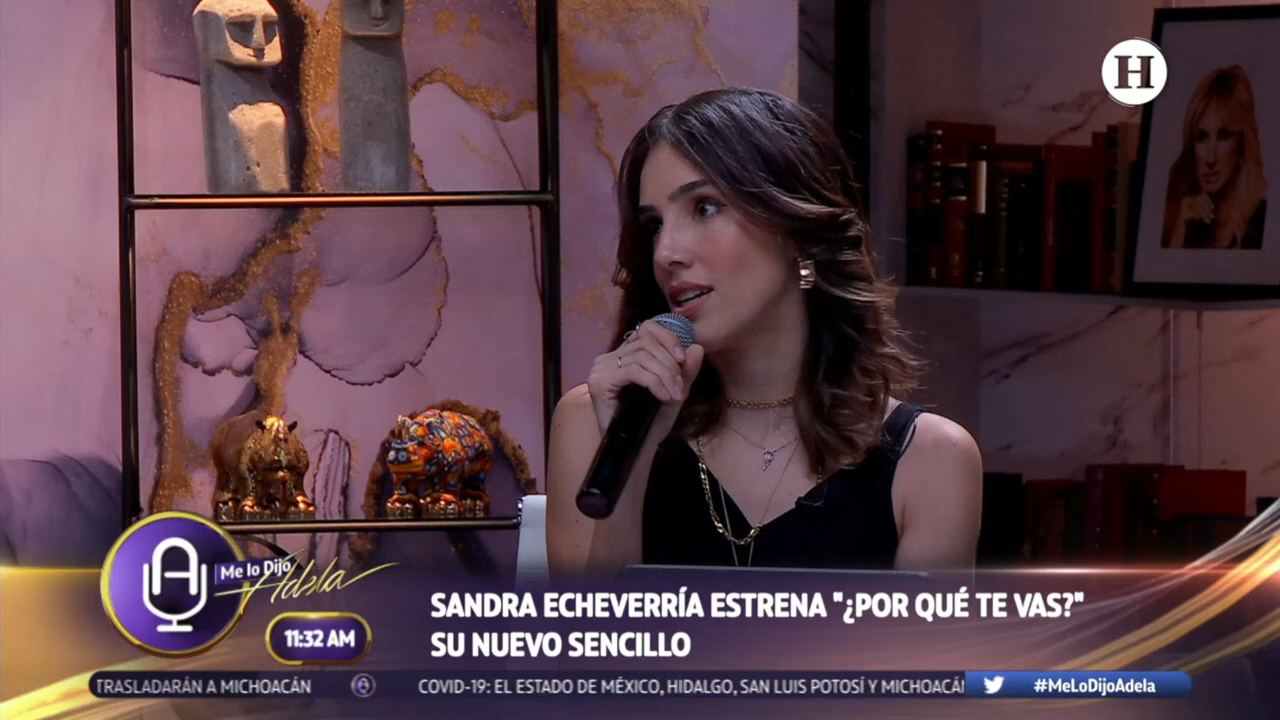 H
Me lo Dijo
Adela
11:32 AM
SANDRA ECHEVERRÍA ESTRENA "¿POR QUÉ TE VAS?"
SU NUEVO SENCILLO
TRASLADARÁN A MICHOACÁN
COVID-19: EL ESTADO DE MÉXICO, HIDALGO, SAN LUIS POTOSÍ Y MICHOACÁN
#MeLoDijoAdela